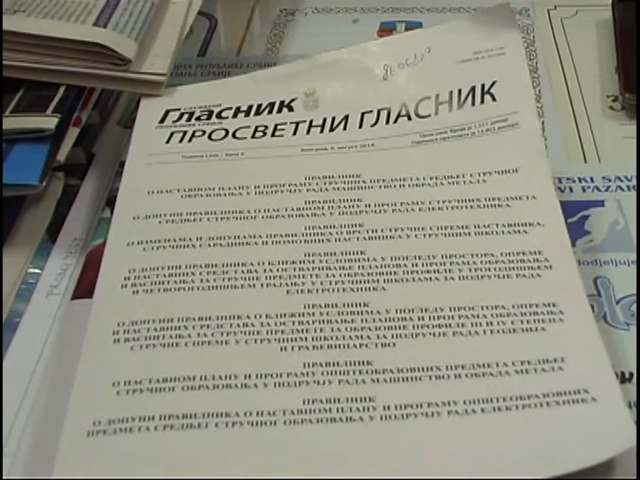 СЛУЖБЕНИ
ГЛАСНИК
РЕПУБЛИКЕ СРБИЈЕ
ПРОСВЕТНИ ГЛАСНИК
ПРАВИЛНИК
О НАСТАВНОМ ПЛАНУ И ПРОГРАМУ СТРУЧНИХ ПРЕДМЕТА СРЕДЊЕГ СТРУЧНОГ
ОБРАЗОВАЊА У ПОДРУЧЈУ РАДА МАШИНСТВО И ОБРАДА МЕТАЛА
ПРАВИЛНИК
О ДОПУНИ ПРАВИЛНИКА О НАСТАВНОМ ПЛАНУ И ПРОГРАМУ СТРУЧНИХ ПРЕДМЕТА
СРЕДЊЕГ СТРУЧНОГ ОБРАЗОВАЊА У ПОДРУЧЈУ РАДА ЕЛЕКТРОТЕХНИКА
ПРАВИЛНИК
О ИЗМЕНАМА И ДОПУНАМА ПРАВИЛНИКА О ВРСТИ СТРУЧНЕ СПРЕМЕ НАСТАВНИКА,
СТРУЧНИХ САРАДНИКА И ПОМОЋНИХ НАСТАВНИКА У СТРУЧНИМ ШКОЛАМА
ПРАВИЛНИК
О ДОПУНИ ПРАВИЛНИКА О БЛИЖИМ УСЛОВИМА У ПОГЛЕДУ ПРОСТОРА, ОПРЕМЕ
И НАСТАВНИХ СРЕДСТАВА ЗА ОСТВАРИВАЊЕ ПЛАНОВА И ПРОГРАМА ОБРАЗОВАЊА
И ВАСПИТАЊА ЗА СТРУЧНЕ ПРЕДМЕТЕ ЗА ОБРАЗОВНЕ ПРОФИЛЕ У ТРОГОДИШЊЕМ
И ЧЕТВОРОГОДИШЊЕМ ТРАЈАЊУ У СТРУЧНИМ ШКОЛАМА ЗА ПОДРУЧЈЕ РАДА
ЕЛЕКТРОТЕХНИКА
ПРАВИЛНИК
О ДОПУНИ ПРАВИЛНИКА О БЛИЖИМ УСЛОВИМА У ПОГЛЕДУ ПРОСТОРА, ОПРЕМЕ
И НАСТАВНИХ СРЕДСТАВА ЗА ОСТВАРИВАЊЕ ПЛАНОВА И ПРОГРАМА ОБРАЗОВАЊА
И ВАСПИТАЊА ЗА СТРУЧНЕ ПРЕДМЕТЕ ЗА ОБРАЗОВНЕ ПРОФИЛЕ III И IV СТЕПЕНА
СТРУЧНЕ СПРЕМЕ У СТРУЧНИМ ШКОЛАМА ЗА ПОДРУЧЈЕ РАДА ГЕОДЕЗИЈА
И ГРАЂЕВИНАРСТВО
ПРАВИЛНИК
О НАСТАВНОМ ПЛАНУ И ПРОГРАМУ ОПШТЕОБРАЗОВНИХ ПРЕДМЕТА СРЕДЊЕГ
СТРУЧНОГ ОБРАЗОВАЊА У ПОДРУЧЈУ РАДА МАШИНСТВО И ОБРАДА МЕТАЛА
ПРАВИЛНИК
О ДОПУНИ ПРАВИЛНИКА О НАСТАВНОМ ПЛАНУ И ПРОГРАМУ ОПШТЕОБРАЗОВНИХ
ПРЕДМЕТА СРЕДЊЕГ СТРУЧНОГ ОБРАЗОВАЊА У ПОДРУЧЈУ РАДА ЕЛЕКТРОТЕХНИКА